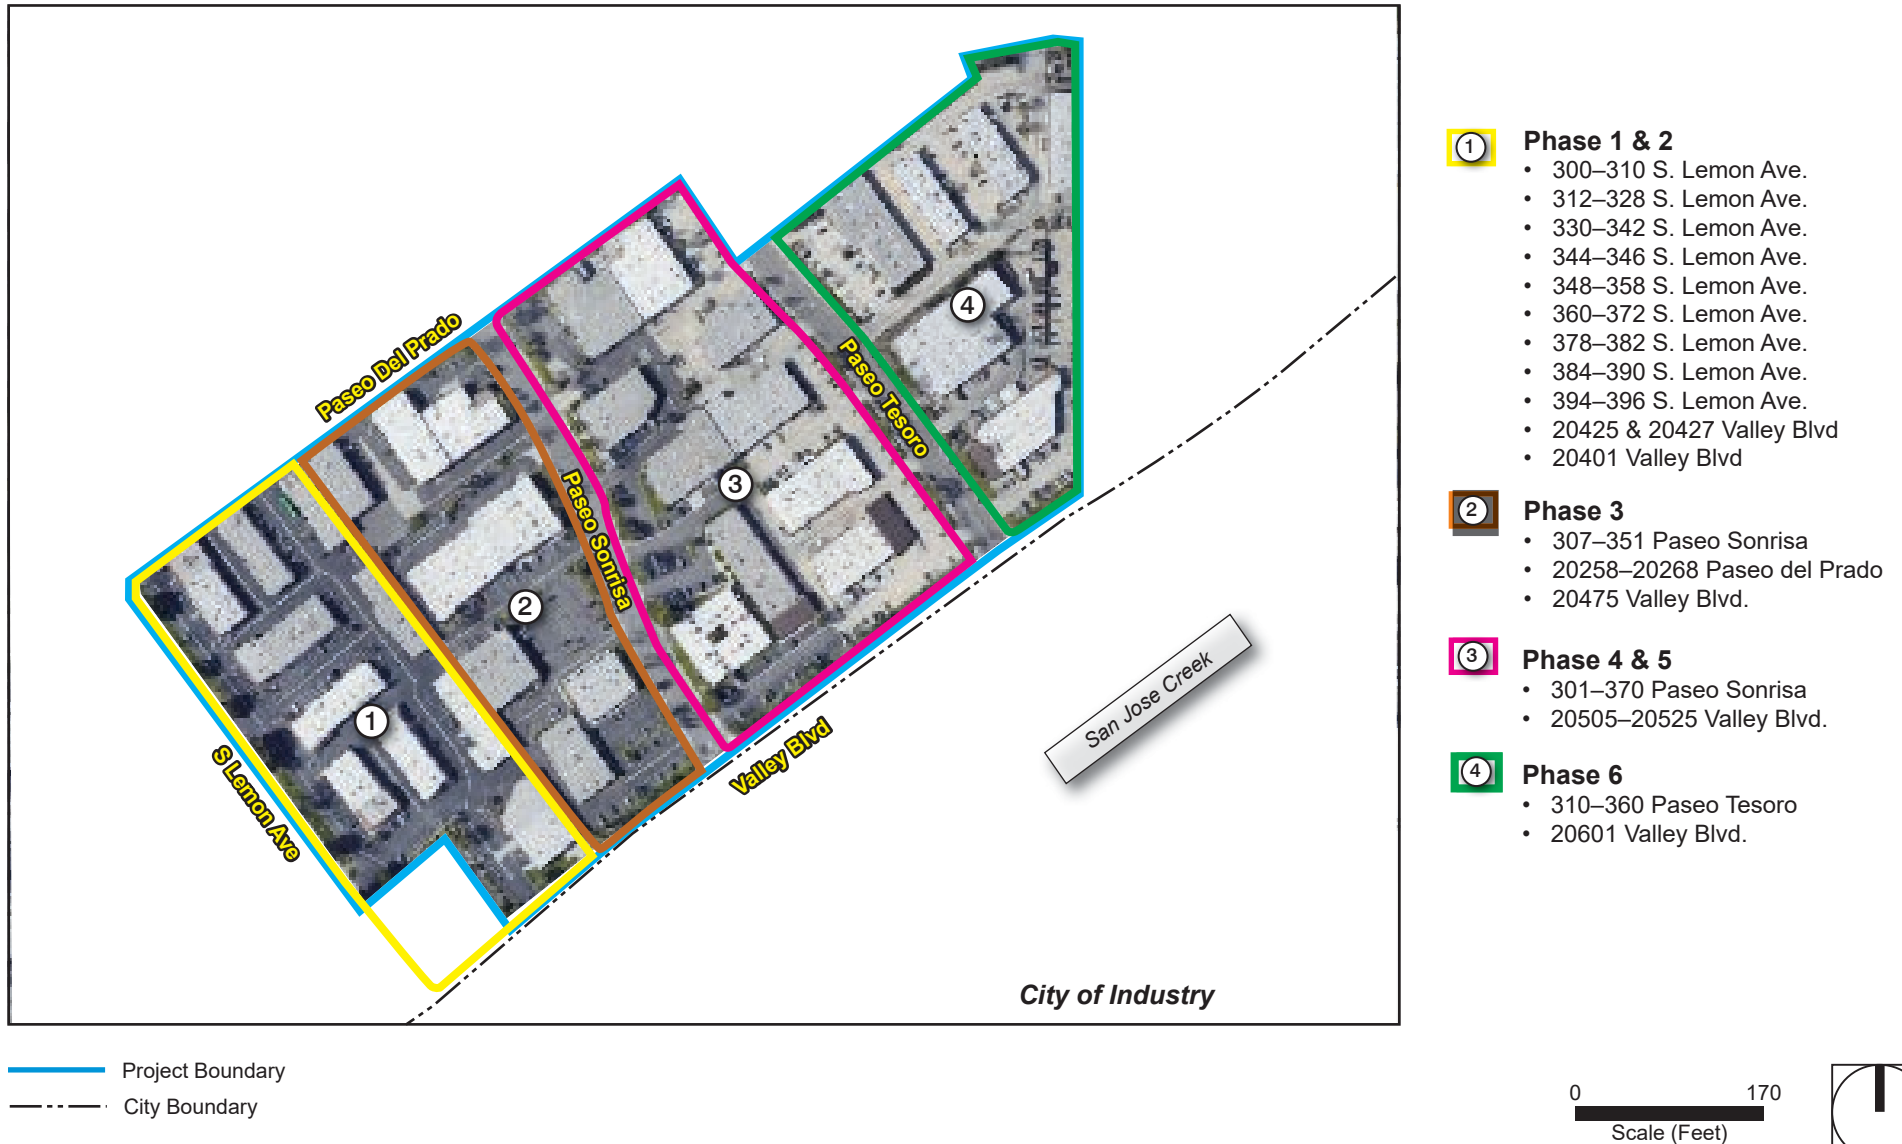 Paseo Del Prado
Paseo Sonrisa
Paseo Tesoro
S Lemon Ave
Valley Blvd
1
2
3
4
San Jose Creek
City of Industry
1
Phase 1 & 2
• 300–310 S. Lemon Ave.
• 312–328 S. Lemon Ave.
• 330–342 S. Lemon Ave.
• 344–346 S. Lemon Ave.
• 348–358 S. Lemon Ave.
• 360–372 S. Lemon Ave.
• 378–382 S. Lemon Ave.
• 384–390 S. Lemon Ave.
• 394–396 S. Lemon Ave.
• 20425 & 20427 Valley Blvd
• 20401 Valley Blvd
2
Phase 3
• 307–351 Paseo Sonrisa
• 20258–20268 Paseo del Prado
• 20475 Valley Blvd.
3
Phase 4 & 5
• 301–370 Paseo Sonrisa
• 20505–20525 Valley Blvd.
4
Phase 6
• 310–360 Paseo Tesoro
• 20601 Valley Blvd.
Project Boundary
City Boundary
0 170
Scale (Feet)